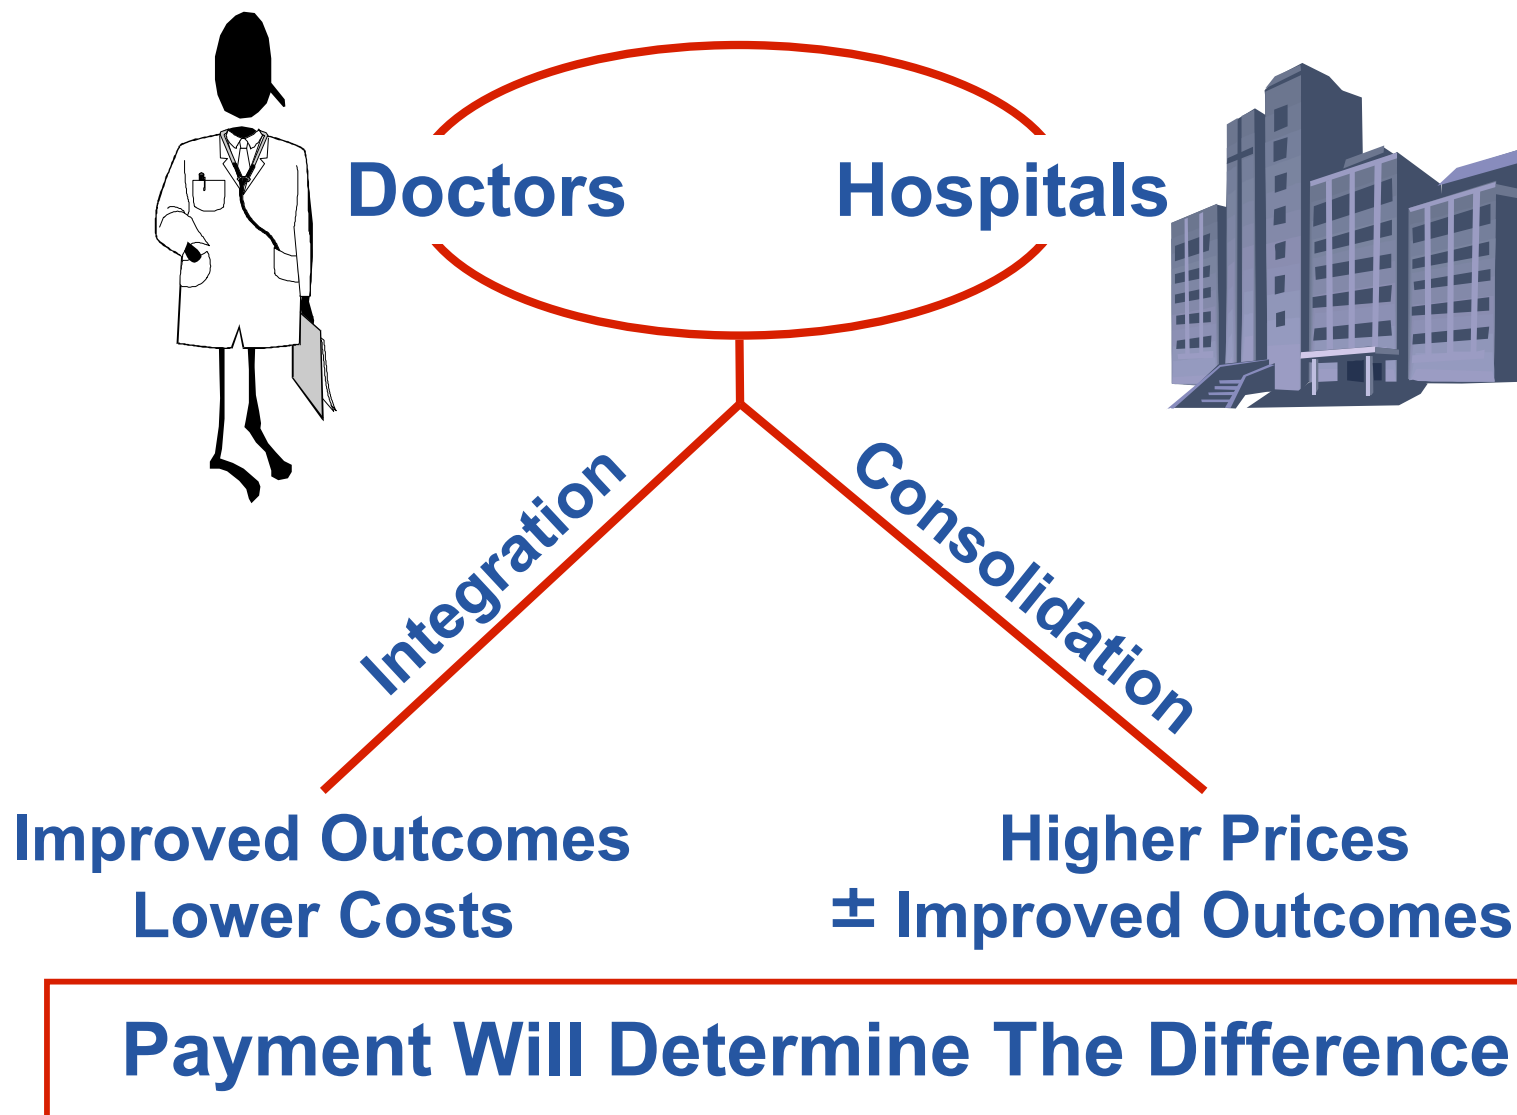 Doctors
Hospitals
Integration
Consolidation
Improved Outcomes
Lower Costs
Higher Prices
± Improved Outcomes
Payment Will Determine The Difference